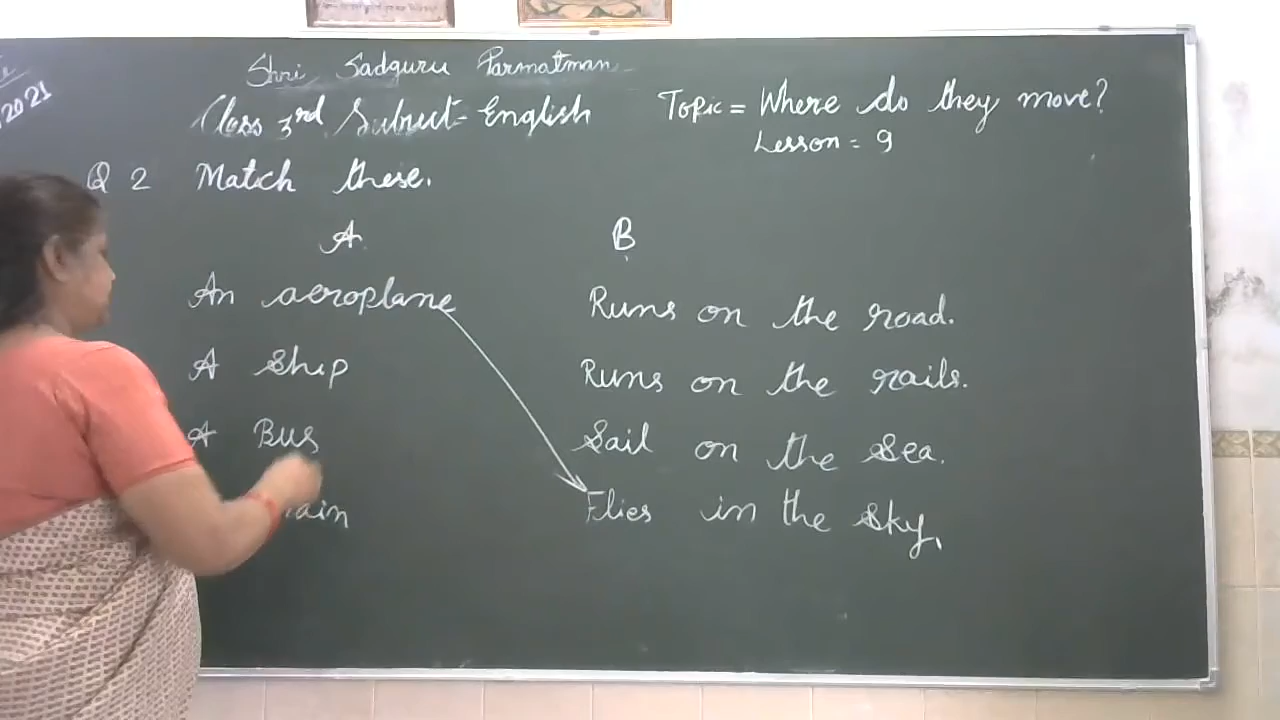 2021
Shri Sadguru Parmatman
Class 3rd Subject- English
Topic = Where do they move?
Lesson = 9
Q 2 Match these.
A B
An aeroplane Runs on the road.
A Ship Runs on the rails.
A Bus Sail on the Sea.
Flies in the Sky,